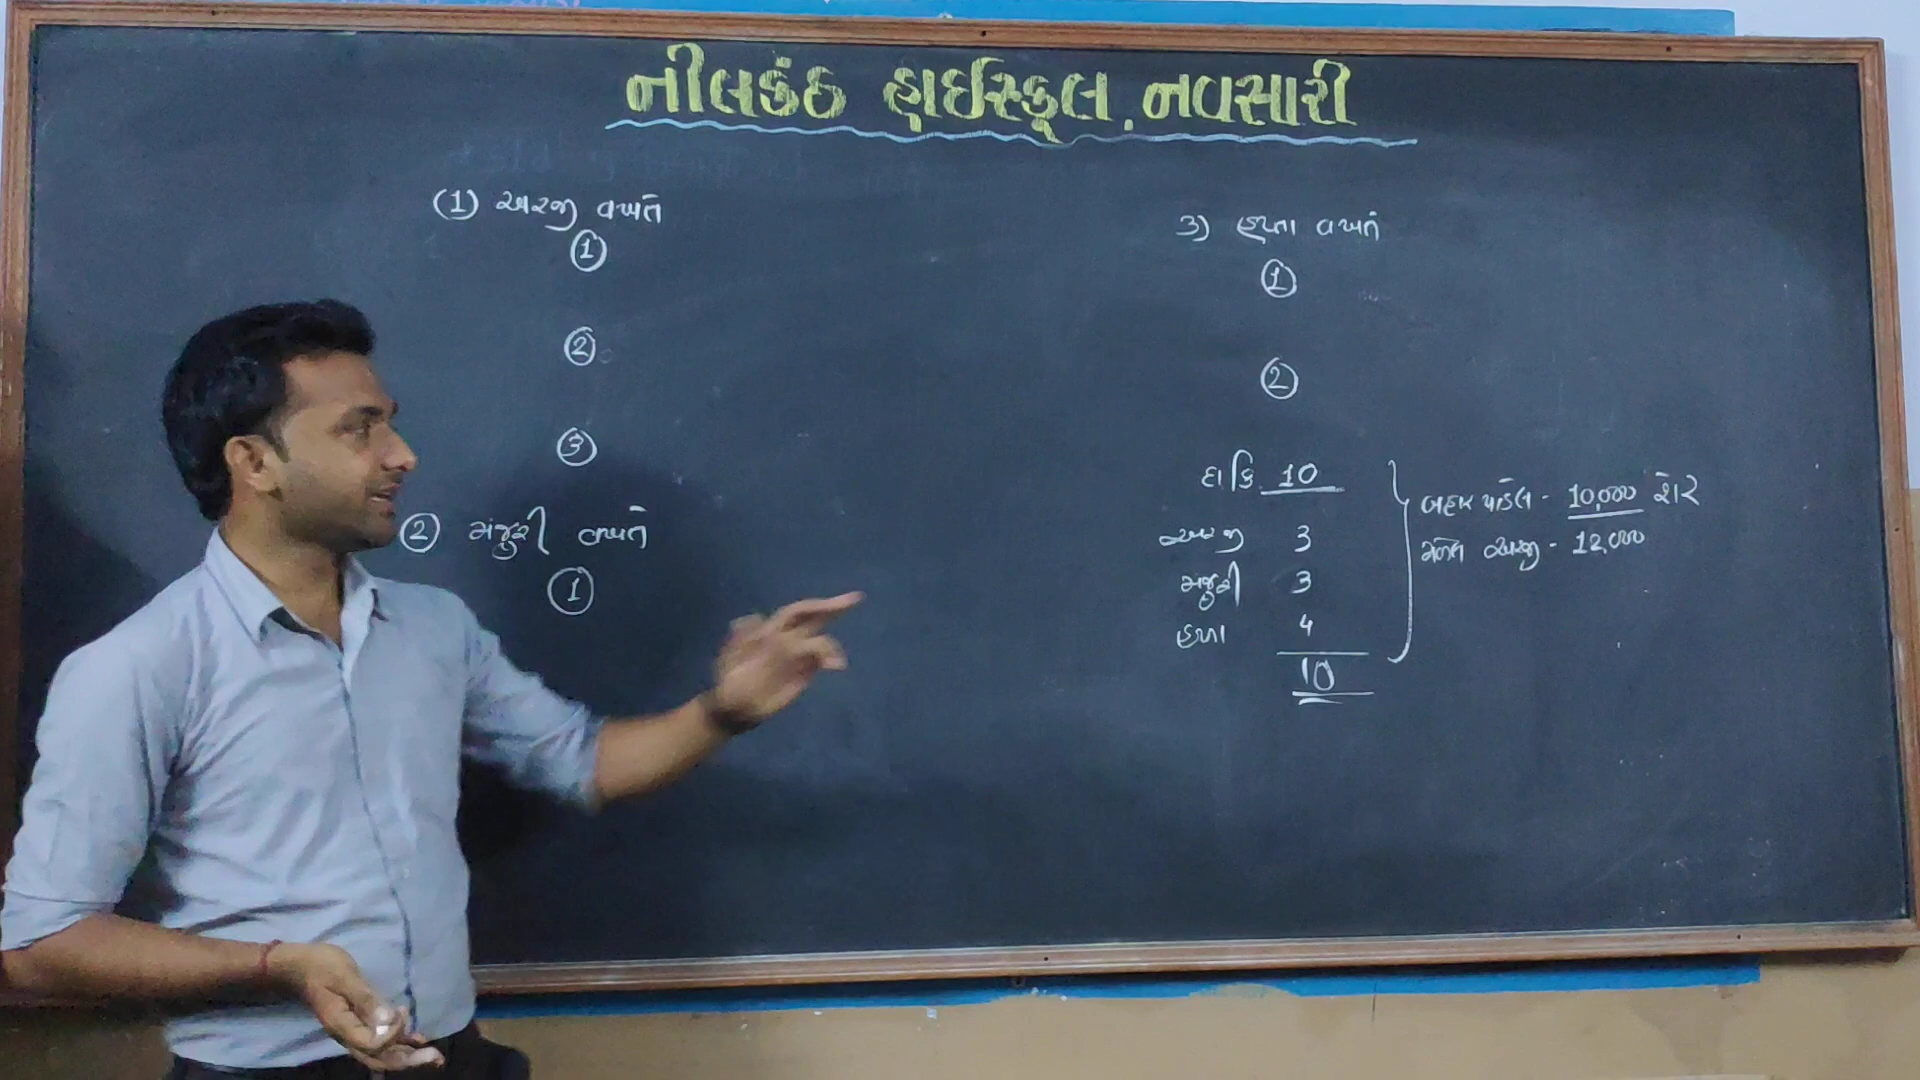 નીલકંઠ હાઈસ્કૂલ, નવસારી
(1) અરજી વખતે
①
②
③
② મંજુરી વખતે
①
3) હપ્તા વખતે
①
②
દા.કિ. 10
અરજી 3
મંજુરી 3
હપ્તા 4
10
બહાર પાડેલ - 10,000 શેર
મળેલ અરજી - 12,000